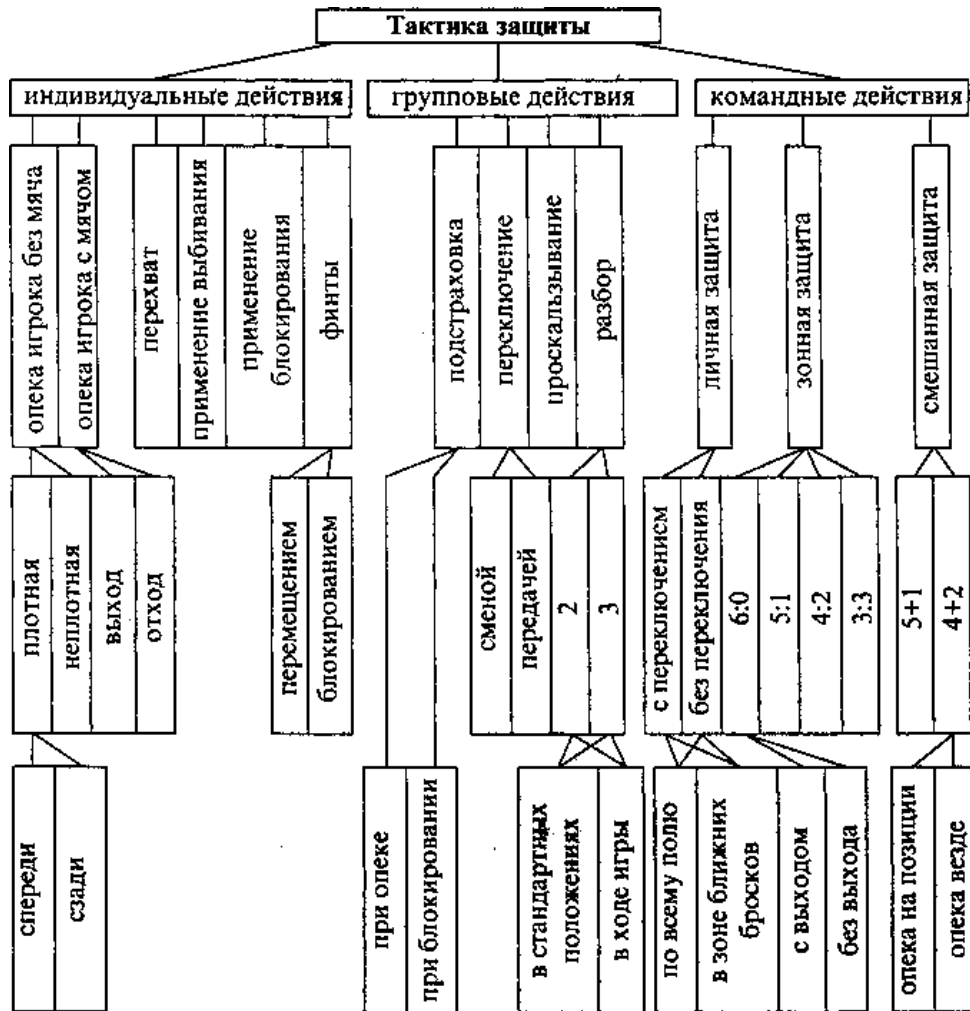 Тактика защиты
индивидуальные действия
групповые действия
командные действия
опека игрока без мяча
опека игрока с мячом
перехват
применение выбивания
применение
блокирования
финты
подстраховка
переключение
проскальзывание
разбор
личная защита
зонная защита
смешанная защита
плотная
неплотная
выход
отход
перемещением
блокированием
сменой
передачей
2
3
с переключением
без переключения
6:0
5:1
4:2
3:3
5+1
4+2
спереди
сзади
при опеке
при блокировании
в стандартных
положениях
в ходе игры
по всему полю
в зоне ближних
бросков
с выходом
без выхода
опека на позиции
опека везде